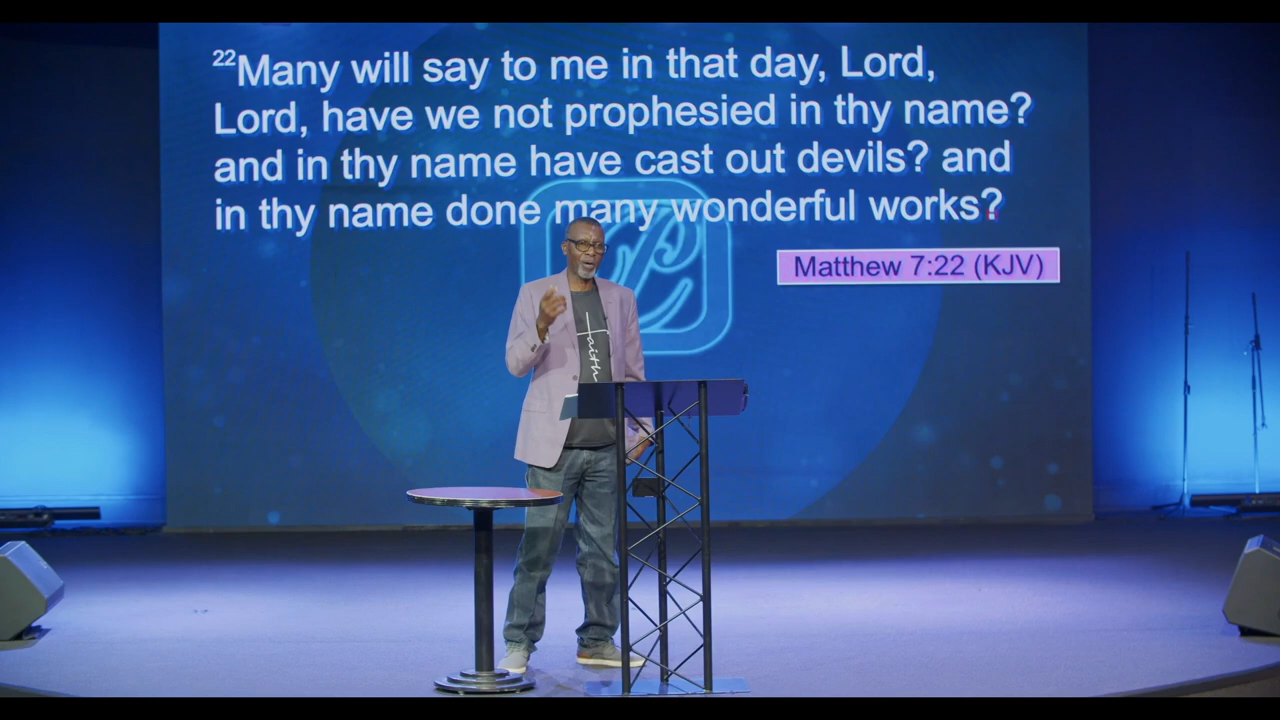 22Many will say to me in that day, Lord,
Lord, have we not prophesied in thy name?
and in thy name have cast out devils? and
in thy name done many wonderful works?
Matthew 7:22 (KJV)
faith